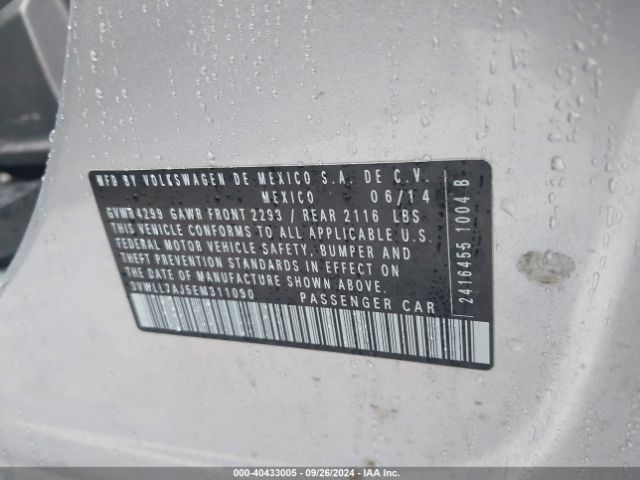 MFD BY VOLKSWAGEN DE MEXICO S.A. DE C.V.
MEXICO 06/14
GVWR 4299 GAWR FRONT 2293 / REAR 2116 LBS
THIS VEHICLE CONFORMS TO ALL APPLICABLE U.S.
FEDERAL MOTOR VEHICLE SAFETY, BUMPER AND
THEFT PREVENTION STANDARDS IN EFFECT ON
THE DATE OF MANUFACTURE SHOWN ABOVE.
3VWLL7AJ5EM311090 PASSENGER CAR
2416455 1004 B
000-40433005 - 09/26/2024 - IAAI.COM